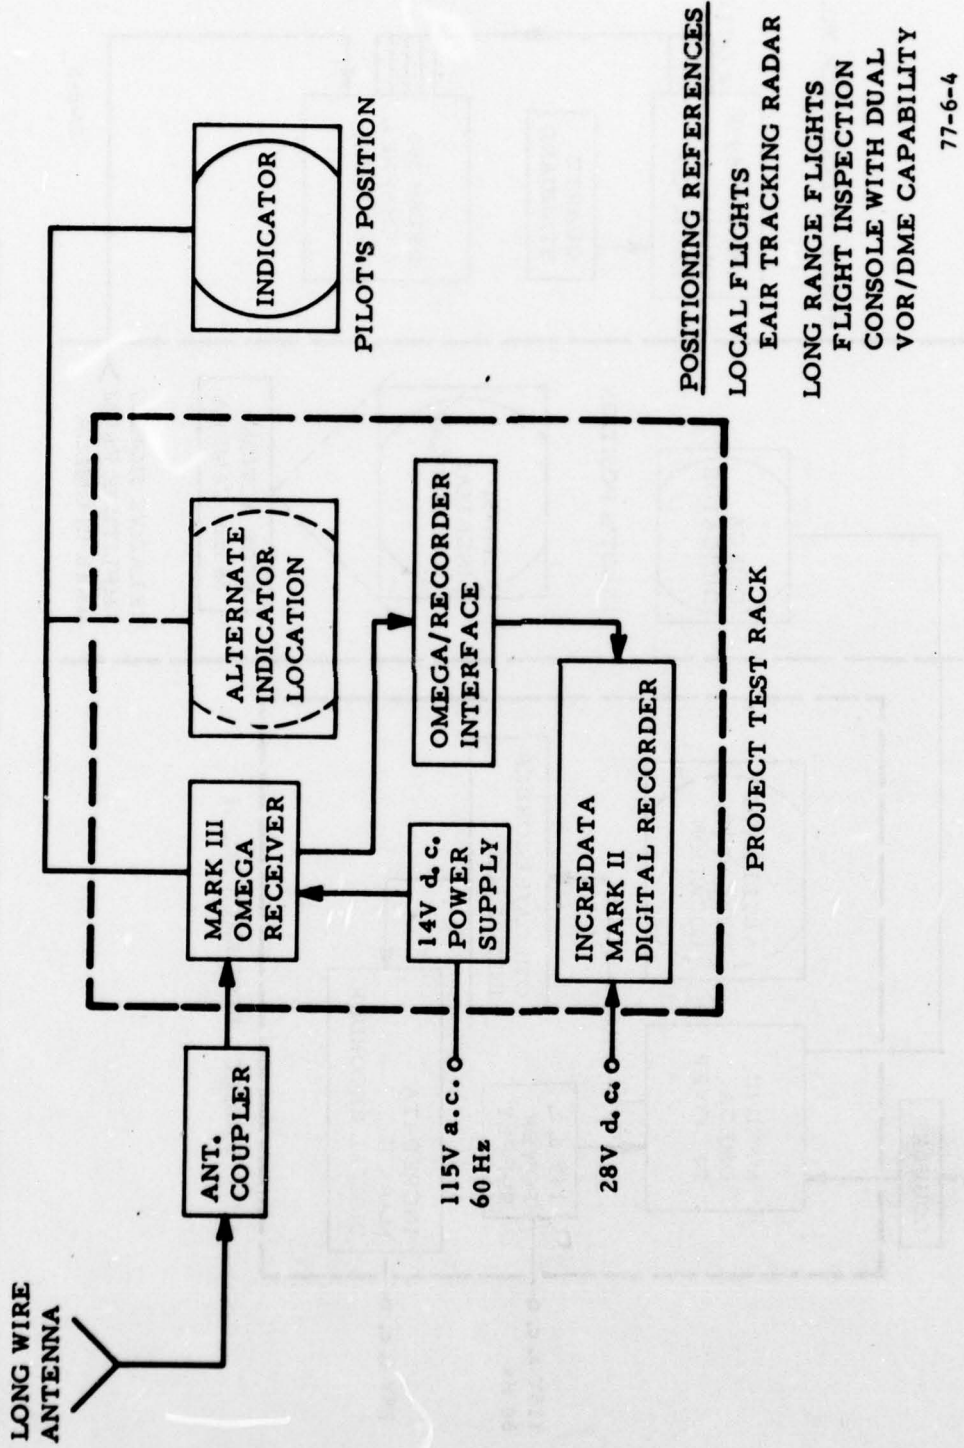 LONG WIRE
ANTENNA
ANT.
COUPLER
MARK III
OMEGA
RECEIVER
ALTERNATE
INDICATOR
LOCATION
INDICATOR
PILOT'S POSITION
115V a.c.
60 Hz
14V d.c.
POWER
SUPPLY
OMEGA/RECORDER
INTERFACE
28V d.c.
INCREDATA
MARK II
DIGITAL RECORDER
PROJECT TEST RACK
POSITIONING REFERENCES
LOCAL FLIGHTS
EAIR TRACKING RADAR
LONG RANGE FLIGHTS
FLIGHT INSPECTION
CONSOLE WITH DUAL
VOR/DME CAPABILITY
77-6-4